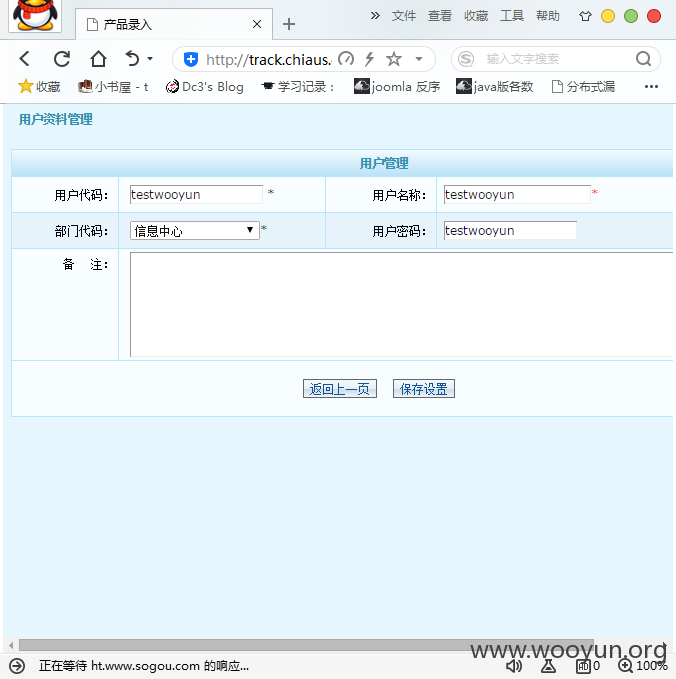 产品录入
文件 查看 收藏 工具 帮助
http://track.chiaus.
输入文字搜索
收藏 小书屋 - t Dc3's Blog 学习记录： joomla 反序 java版各数 分布式漏
用户资料管理
用户管理
用户代码： testwooyun * 用户名称： testwooyun *
部门代码： 信息中心 * 用户密码： testwooyun
备 注：
返回上一页 保存设置
www.wooyun.org
正在等待 ht.www.sogou.com 的响应... 0 100%